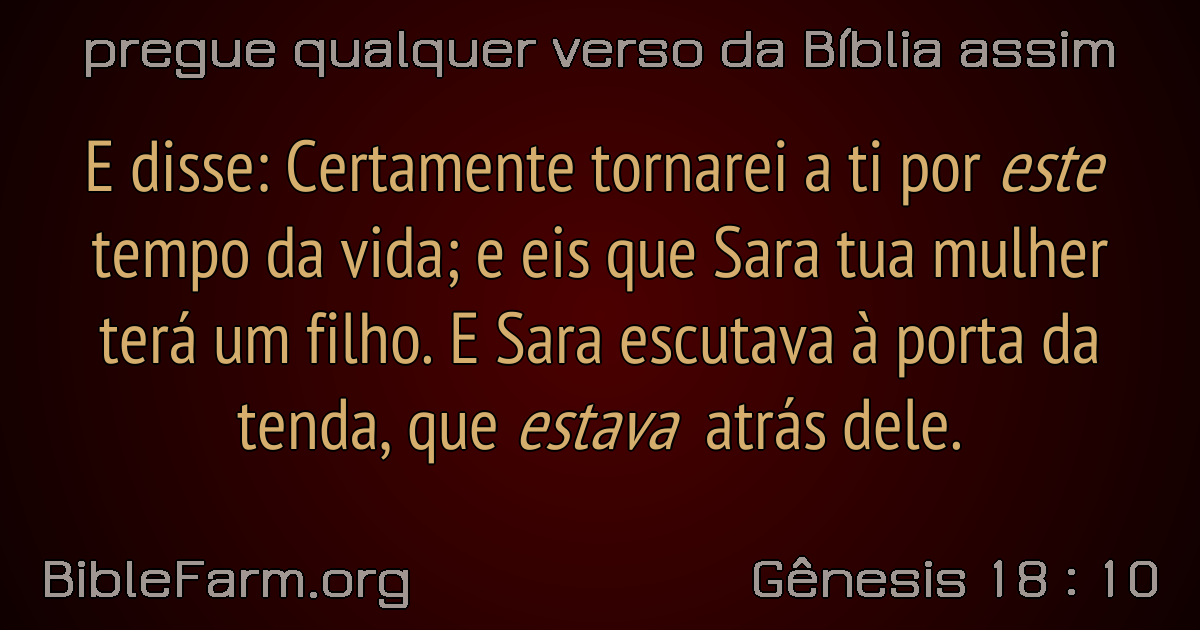 pregue qualquer verso da Bíblia assim
E disse: Certamente tornarei a ti por este
tempo da vida; e eis que Sara tua mulher
terá um filho. E Sara escutava à porta da
tenda, que estava atrás dele.
BibleFarm.org
Gênesis 18 : 10